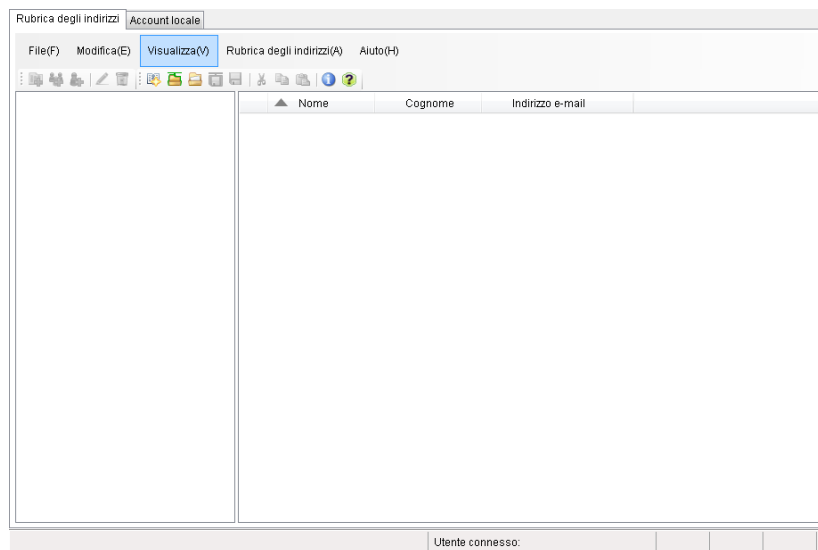 Rubrica degli indirizzi Account locale
File(F) Modifica(E) Visualizza(V) Rubrica degli indirizzi(A) Aiuto(H)
Nome Cognome Indirizzo e-mail
Utente connesso: